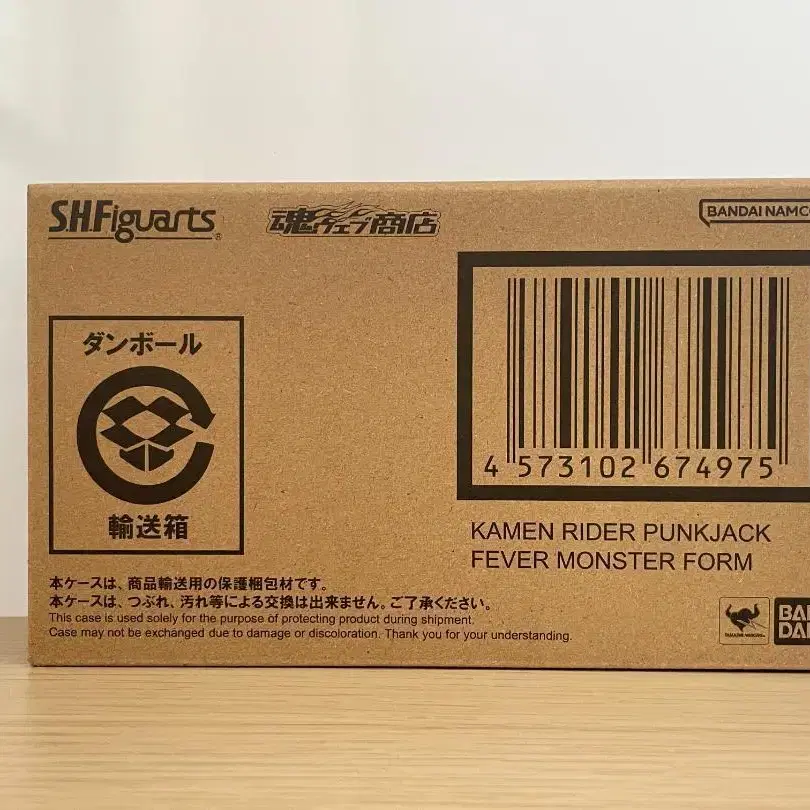 S.H.Figuarts
魂ウェブ商店
BANDAI NAMCO
ダンボール
輸送箱
4 573102 674975
KAMEN RIDER PUNKJACK
FEVER MONSTER FORM
本ケースは、商品輸送用の保護梱包材です。
本ケースは、つぶれ、汚れ等による交換は出来ません。ご了承ください。
This case is used solely for the purpose of protecting product during shipment.
Case may not be exchanged due to damage or discoloration. Thank you for your understanding.
TAMASHII NATIONS
BAN
DAI